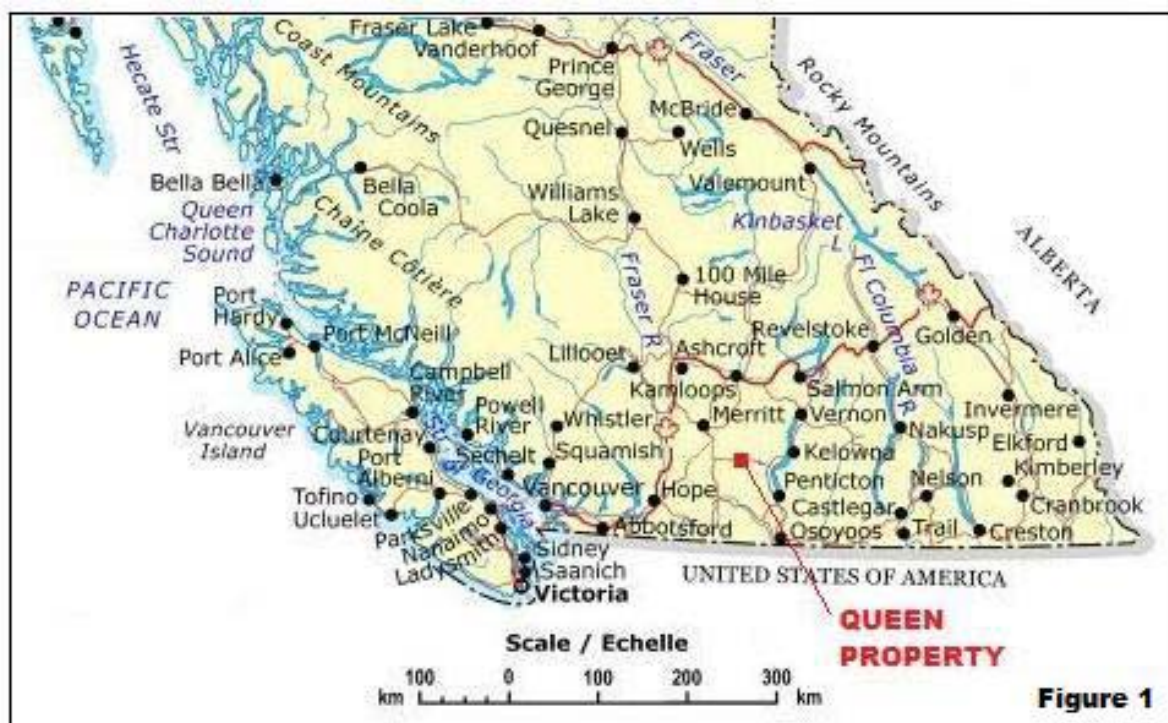 Fraser Lake
Vanderhoof
Prince
George
Fraser
McBride
Rocky Mountains
Hecate Str
Coast Mountains
Quesnel
Wells
Valemount
Bella Bella
Bella
Coola
Williams
Lake
Kinbasket
L
Queen
Charlotte
Sound
Chaîne Côtière
Fraser R
ALBERTA
PACIFIC
OCEAN
100 Mile
House
Fl Columbia R
Port
Hardy
Port McNeill
Revelstoke
Golden
Port Alice
Lillooet
Ashcroft
Campbell
River
Kamloops
Salmon Arm
Invermere
Powell
River
Whistler
Merritt
Vernon
Nakusp
Vancouver
Island
Courtenay
Elkford
Sechelt
Squamish
Kelowna
Kimberley
Port
Alberni
Str of Georgia
Vancouver
Hope
Penticton
Nelson
Cranbrook
Tofino
Ucluelet
Castlegar
Parksville
Nanaimo
Ladysmith
Abbotsford
Osoyoos
Trail
Creston
Sidney
Saanich
Victoria
UNITED STATES OF AMERICA
QUEEN
PROPERTY
Scale / Echelle
100 0 100 200 300
km km
Figure 1